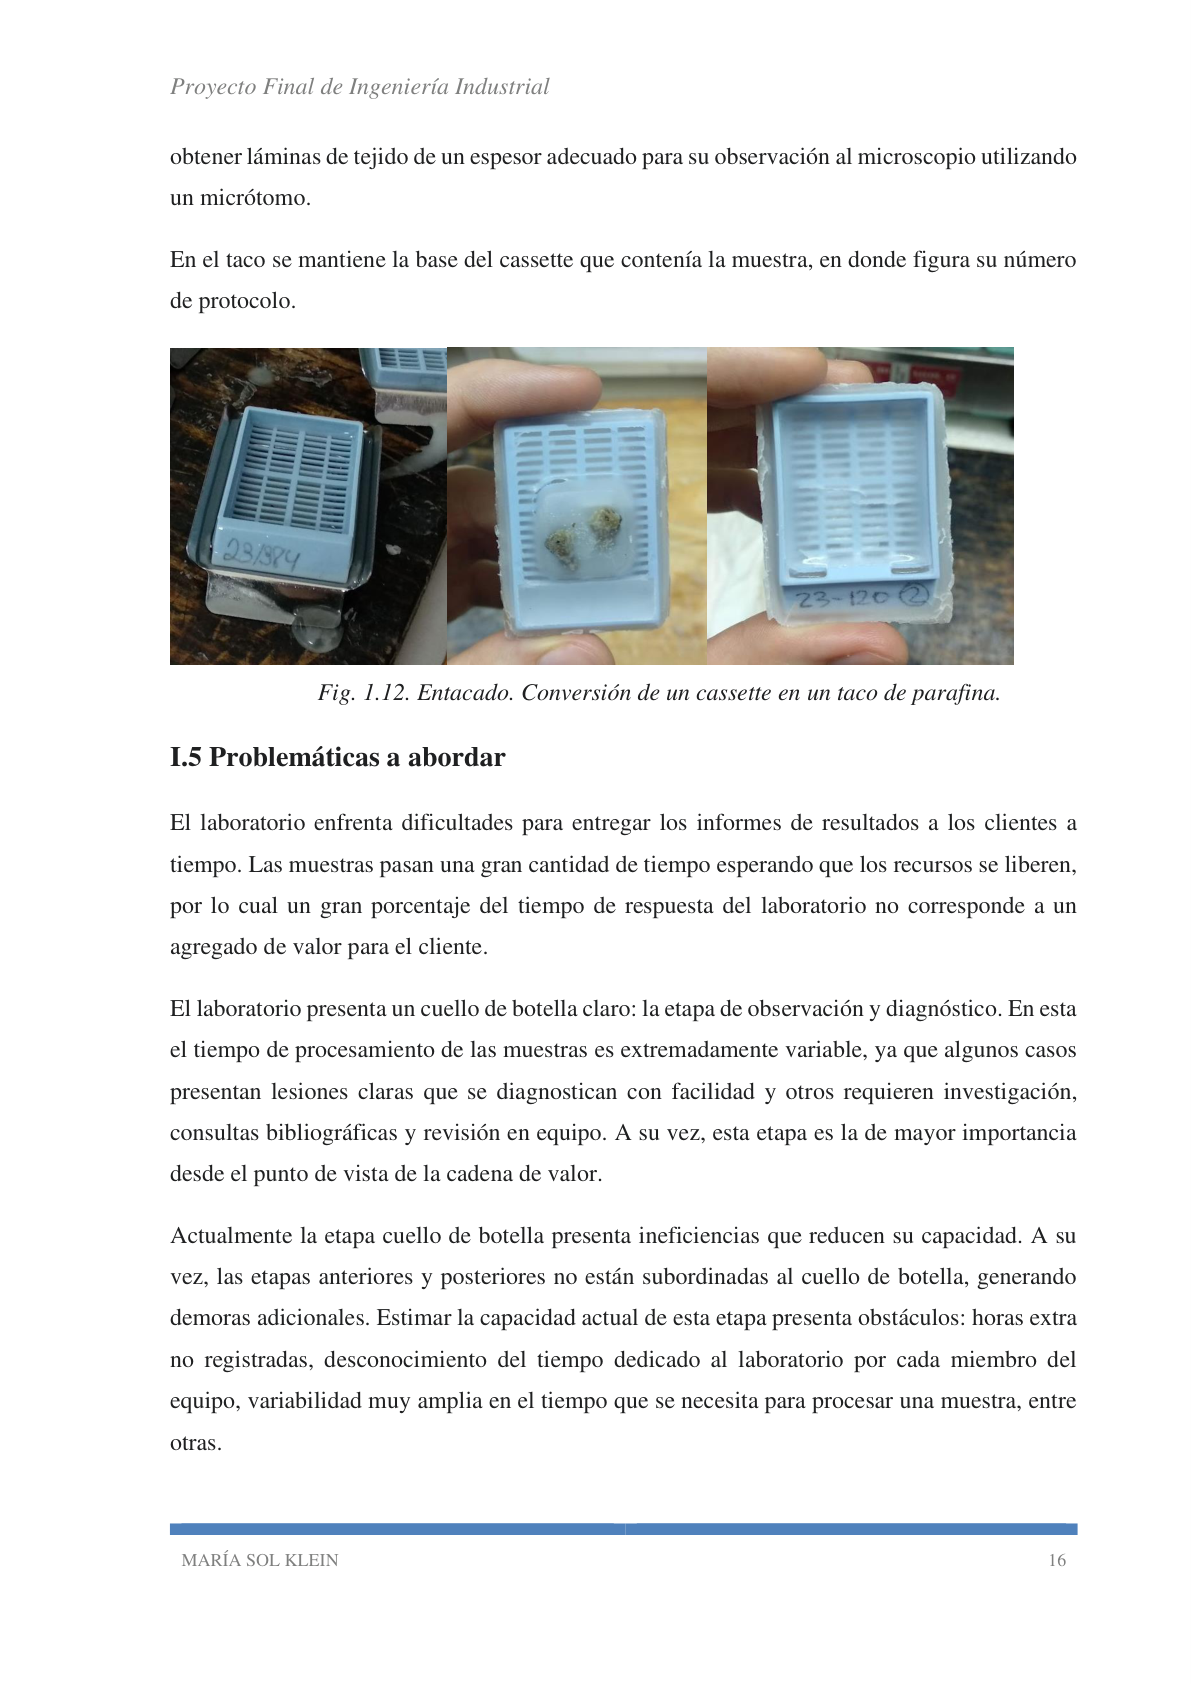 Proyecto Final de Ingeniería Industrial
obtener láminas de tejido de un espesor adecuado para su observación al microscopio utilizando
un micrótomo.
En el taco se mantiene la base del cassette que contenía la muestra, en donde figura su número
de protocolo.
23/384
23-120 2
Fig. 1.12. Entacado. Conversión de un cassette en un taco de parafina.
I.5 Problemáticas a abordar
El laboratorio enfrenta dificultades para entregar los informes de resultados a los clientes a
tiempo. Las muestras pasan una gran cantidad de tiempo esperando que los recursos se liberen,
por lo cual un gran porcentaje del tiempo de respuesta del laboratorio no corresponde a un
agregado de valor para el cliente.
El laboratorio presenta un cuello de botella claro: la etapa de observación y diagnóstico. En esta
el tiempo de procesamiento de las muestras es extremadamente variable, ya que algunos casos
presentan lesiones claras que se diagnostican con facilidad y otros requieren investigación,
consultas bibliográficas y revisión en equipo. A su vez, esta etapa es la de mayor importancia
desde el punto de vista de la cadena de valor.
Actualmente la etapa cuello de botella presenta ineficiencias que reducen su capacidad. A su
vez, las etapas anteriores y posteriores no están subordinadas al cuello de botella, generando
demoras adicionales. Estimar la capacidad actual de esta etapa presenta obstáculos: horas extra
no registradas, desconocimiento del tiempo dedicado al laboratorio por cada miembro del
equipo, variabilidad muy amplia en el tiempo que se necesita para procesar una muestra, entre
otras.
MARÍA SOL KLEIN
16